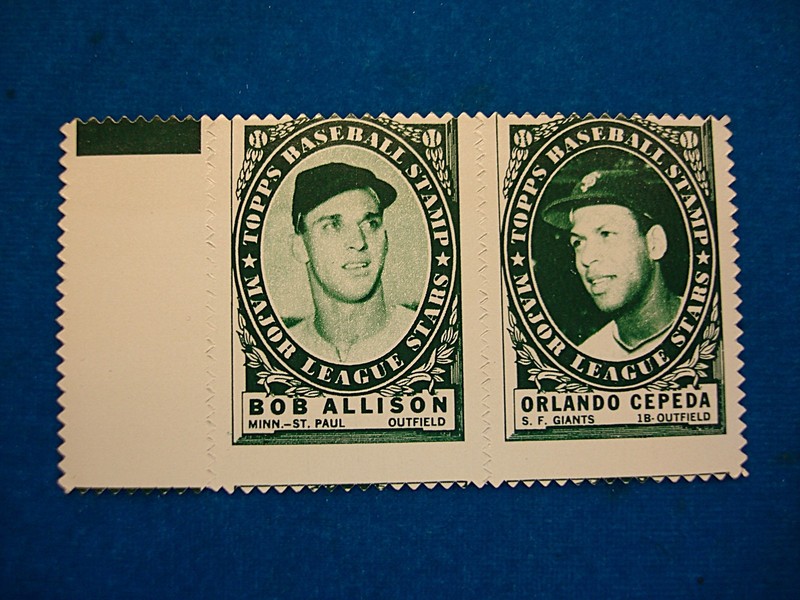 ★ TOPPS BASEBALL STAMP ★
MAJOR LEAGUE STARS
BOB ALLISON
MINN.-ST. PAUL OUTFIELD
★ TOPPS BASEBALL STAMP ★
MAJOR LEAGUE STARS
SF
ORLANDO CEPEDA
S. F. GIANTS 1B-OUTFIELD